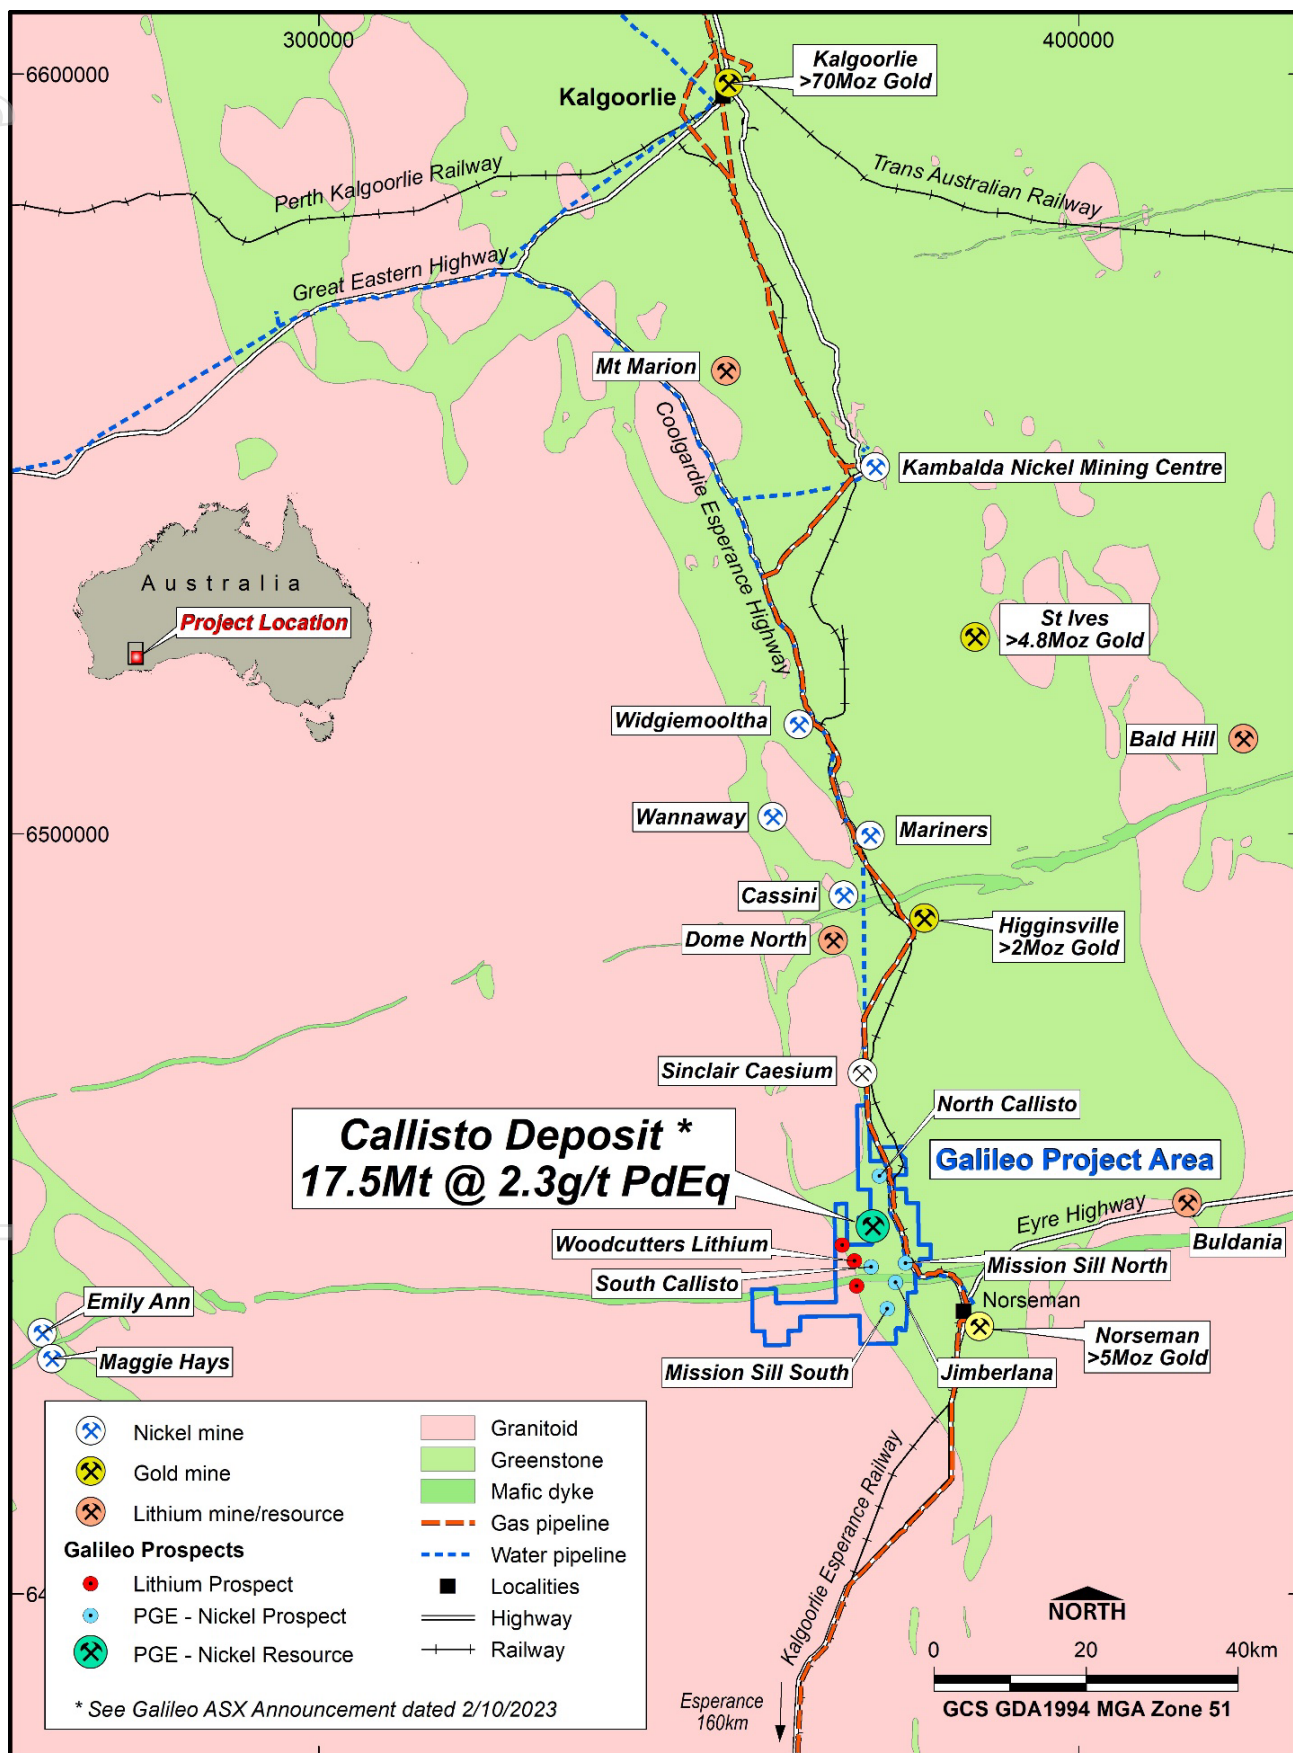 300000
400000
6600000
Kalgoorlie
>70Moz Gold
Kalgoorlie
Perth Kalgoorlie Railway
Trans Australian Railway
Great Eastern Highway
Mt Marion
Coolgardie Esperance Highway
Kambalda Nickel Mining Centre
Australia
Project Location
St Ives
>4.8Moz Gold
Widgiemooltha
Bald Hill
Wannaway
Mariners
6500000
Cassini
Dome North
Higginsville
>2Moz Gold
Sinclair Caesium
North Callisto
Callisto Deposit *
17.5Mt @ 2.3g/t PdEq
Galileo Project Area
Eyre Highway
Buldania
Woodcutters Lithium
South Callisto
Mission Sill North
Norseman
Emily Ann
Maggie Hays
Norseman
>5Moz Gold
Mission Sill South
Jimberlana
Nickel mine
Gold mine
Lithium mine/resource
Galileo Prospects
Lithium Prospect
PGE - Nickel Prospect
PGE - Nickel Resource
Granitoid
Greenstone
Mafic dyke
Gas pipeline
Water pipeline
Localities
Highway
Railway
* See Galileo ASX Announcement dated 2/10/2023
Kalgoorlie Esperance Railway
Esperance
160km
NORTH
0 20 40km
GCS GDA1994 MGA Zone 51